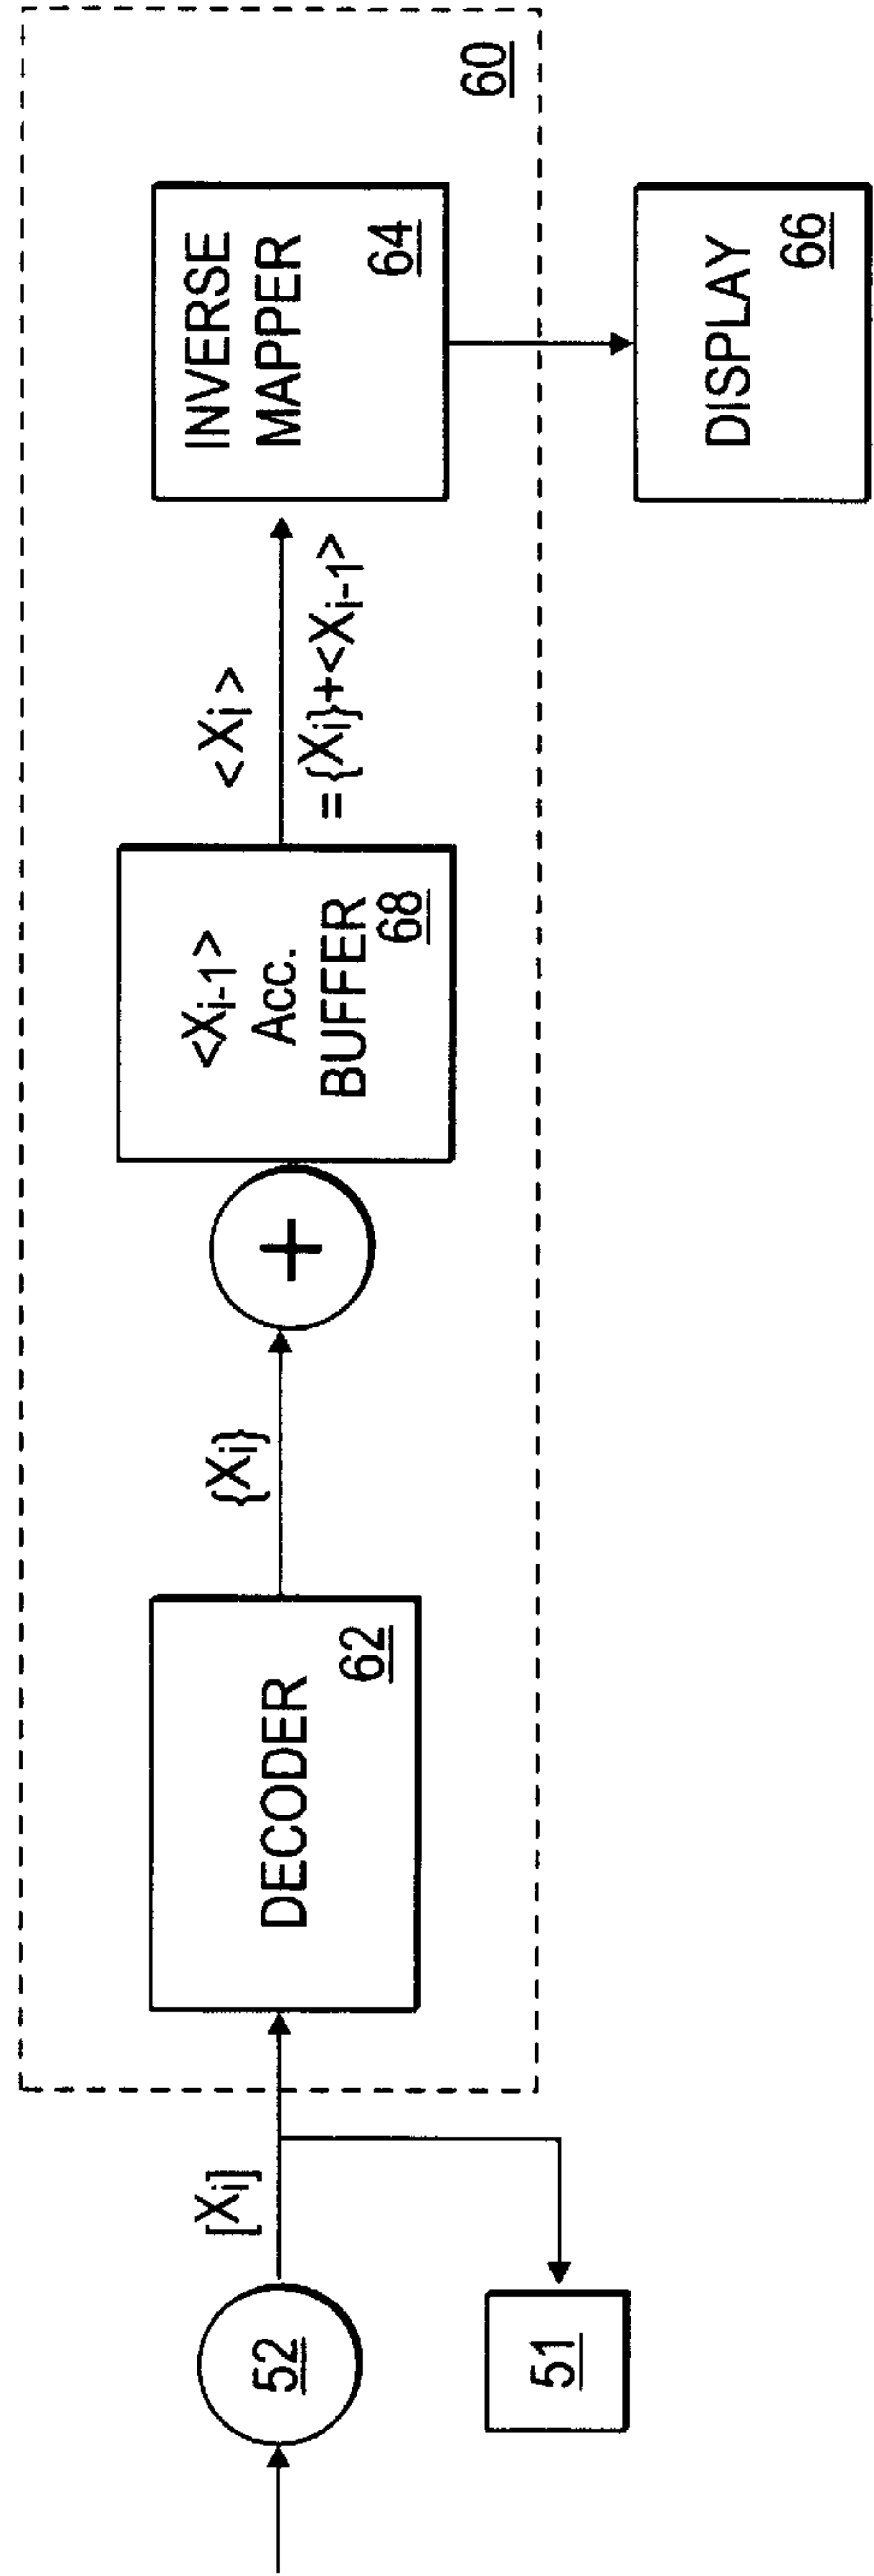 52
[Xi]
51
DECODER
62
{Xi}
+
<Xi-1>
Acc.
BUFFER
68
<Xi>
={Xi}+<Xi-1>
INVERSE
MAPPER
64
60
DISPLAY
66